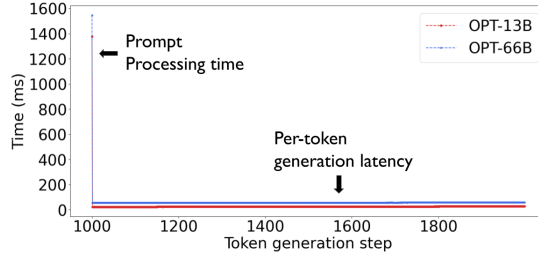 1600
1400
1200
1000
800
600
400
200
0
Time (ms)
OPT-13B
OPT-66B
Prompt
Processing time
Per-token
generation latency
1000 1200 1400 1600 1800
Token generation step